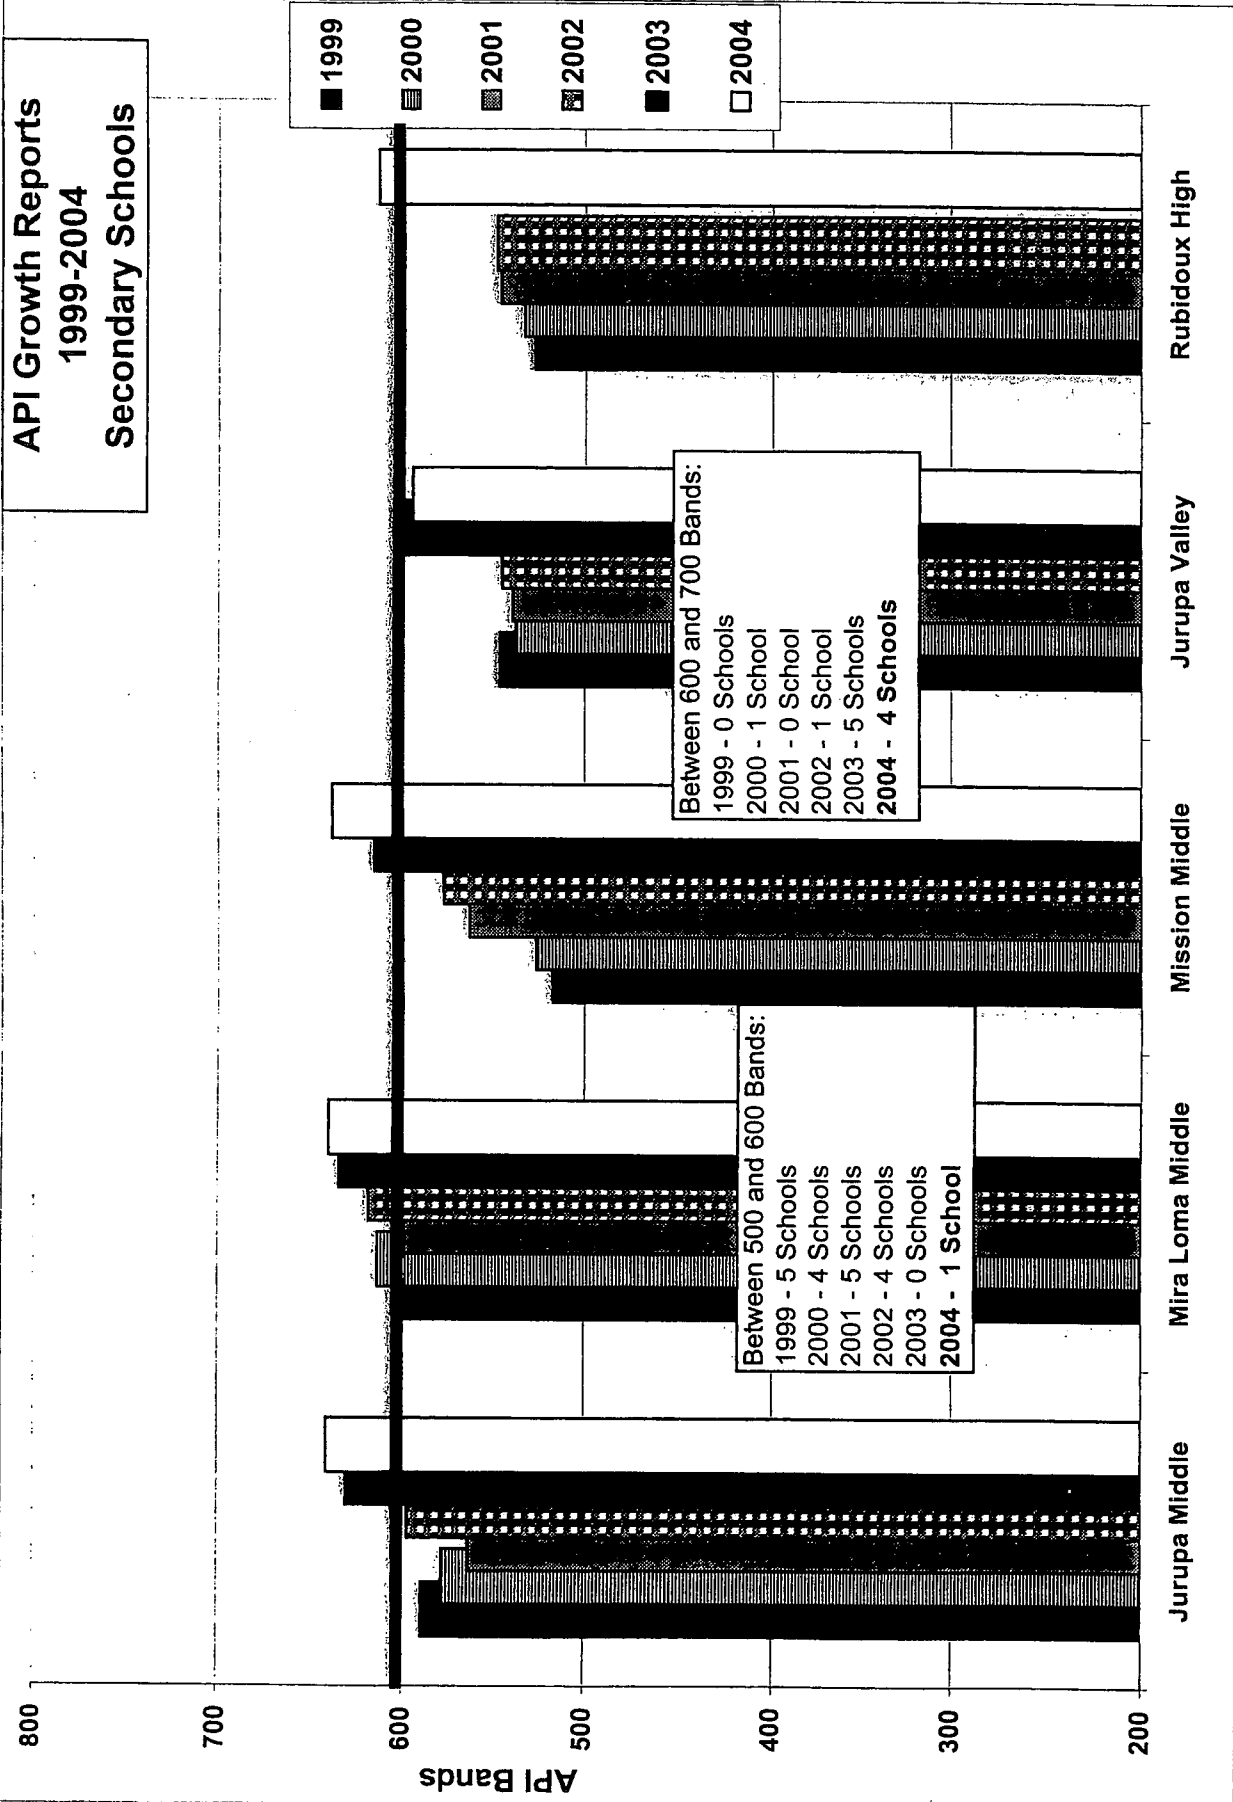 API Growth Reports
1999-2004
Secondary Schools
1999
2000
2001
2002
2003
2004
800
700
600
500
400
300
200
API Bands
Between 500 and 600 Bands:
1999 - 5 Schools
2000 - 4 Schools
2001 - 5 Schools
2002 - 4 Schools
2003 - 0 Schools
2004 - 1 School
Between 600 and 700 Bands:
1999 - 0 Schools
2000 - 1 School
2001 - 0 School
2002 - 1 School
2003 - 5 Schools
2004 - 4 Schools
Jurupa Middle
Mira Loma Middle
Mission Middle
Jurupa Valley
Rubidoux High